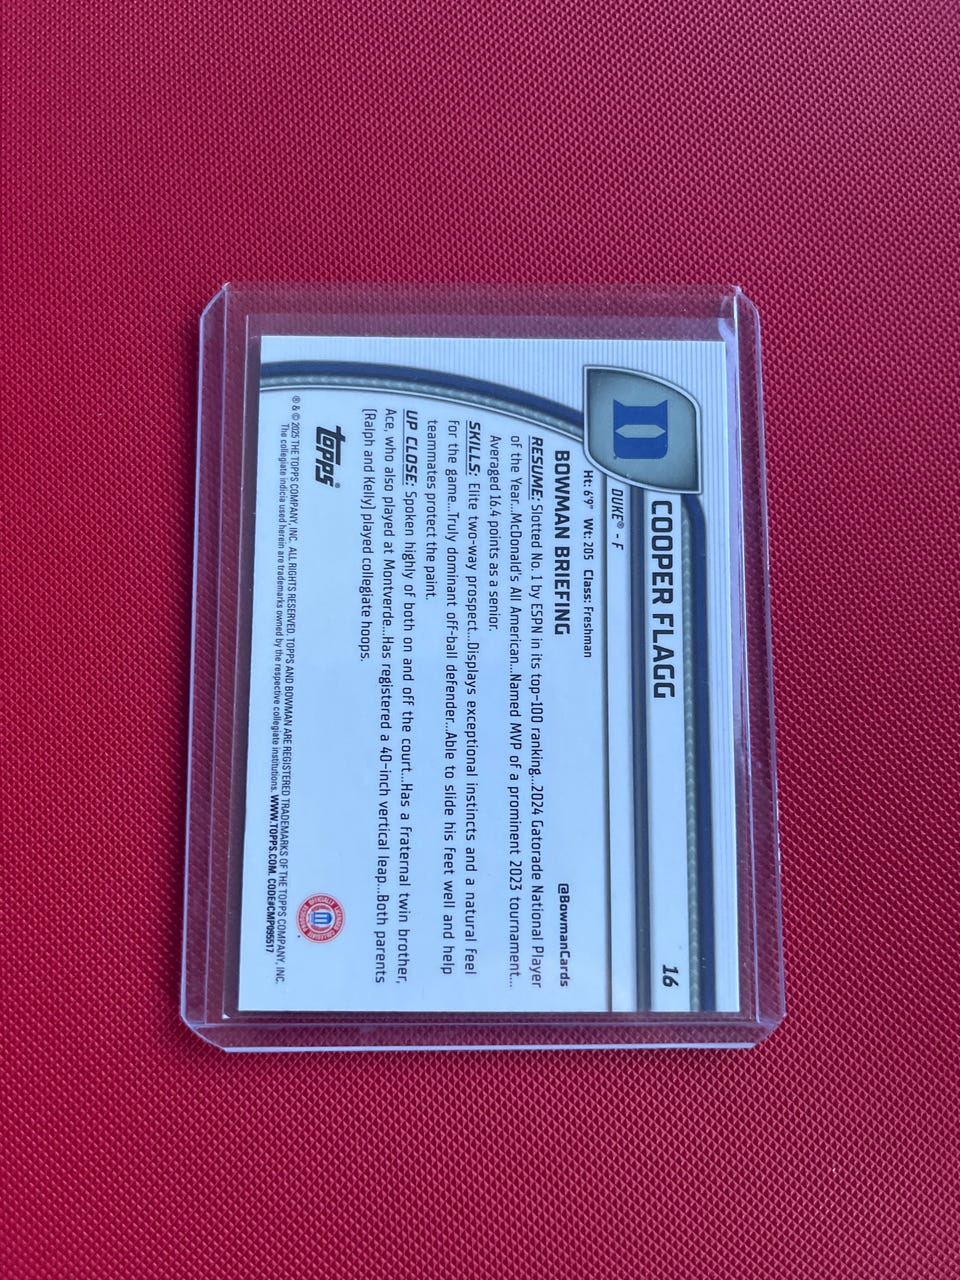 16
COOPER FLAGG
D
DUKE® - F
Ht: 6'9" Wt: 205 Class: Freshman
BOWMAN BRIEFING
@BowmanCards
RESUME: Slotted No. 1 by ESPN in its top-100 ranking...2024 Gatorade National Player
of the Year...McDonald's All American...Named MVP of a prominent 2023 tournament...
Averaged 16.4 points as a senior.
SKILLS: Elite two-way prospect...Displays exceptional instincts and a natural feel
for the game...Truly dominant off-ball defender...Able to slide his feet well and help
teammates protect the paint.
UP CLOSE: Spoken highly of both on and off the court...Has a fraternal twin brother,
Ace, who also played at Montverde...Has registered a 40-inch vertical leap...Both parents
(Ralph and Kelly) played collegiate hoops.
topps®
OFFICIALLY LICENSED COLLEGIATE PRODUCTS
® & © 2025 THE TOPPS COMPANY, INC. ALL RIGHTS RESERVED. TOPPS AND BOWMAN ARE REGISTERED TRADEMARKS OF THE TOPPS COMPANY, INC.
The collegiate indicia used herein are trademarks owned by the respective collegiate institutions. WWW.TOPPS.COM. CODE#CMP095517